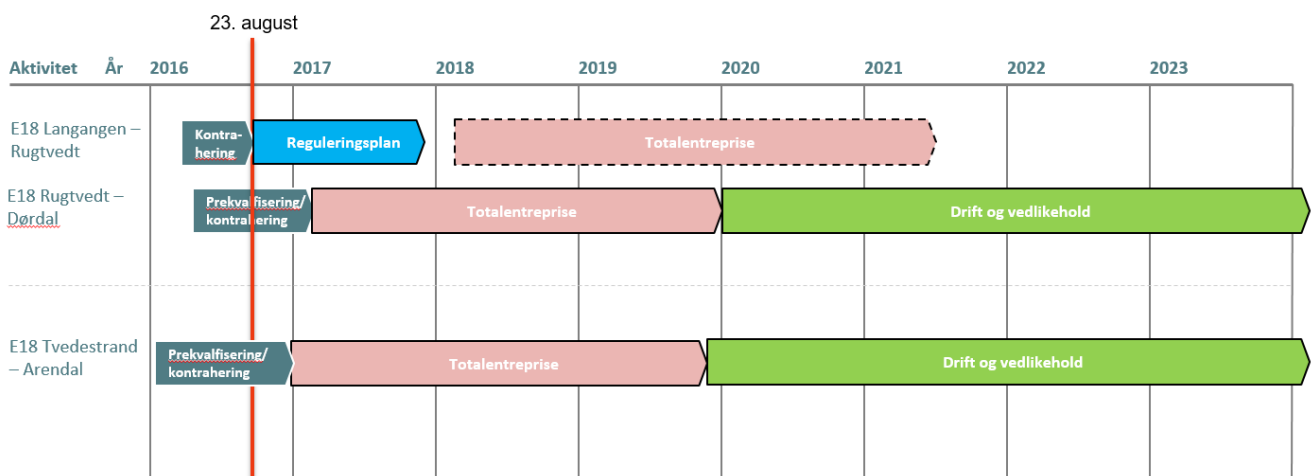 23. august
Aktivitet År 2016 2017 2018 2019 2020 2021 2022 2023
E18 Langangen –
Rugtvedt
Kontra-
hering
Reguleringsplan
Totalentreprise
E18 Rugtvedt –
Dørdal
Prekvalfisering/
kontrahering
Totalentreprise
Drift og vedlikehold
E18 Tvedestrand
– Arendal
Prekvalfisering/
kontrahering
Totalentreprise
Drift og vedlikehold